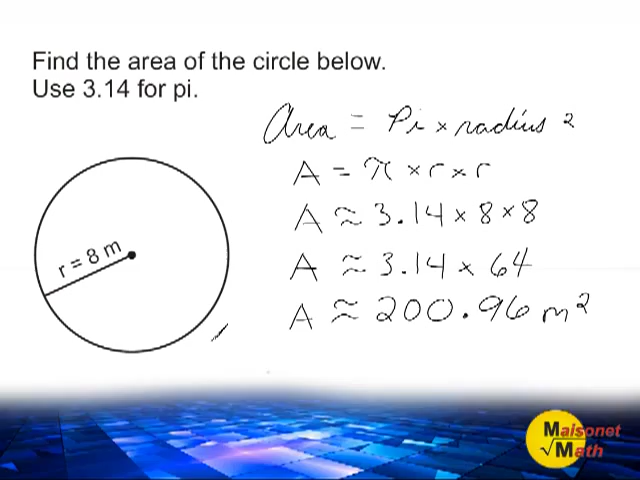 Find the area of the circle below.
Use 3.14 for pi.
Area = Pi × radius 2
A = π × r × r
A ≈ 3.14 × 8 × 8
r = 8 m
A ≈ 3.14 × 64
A ≈ 200.96 m²
Maisonet
√Math